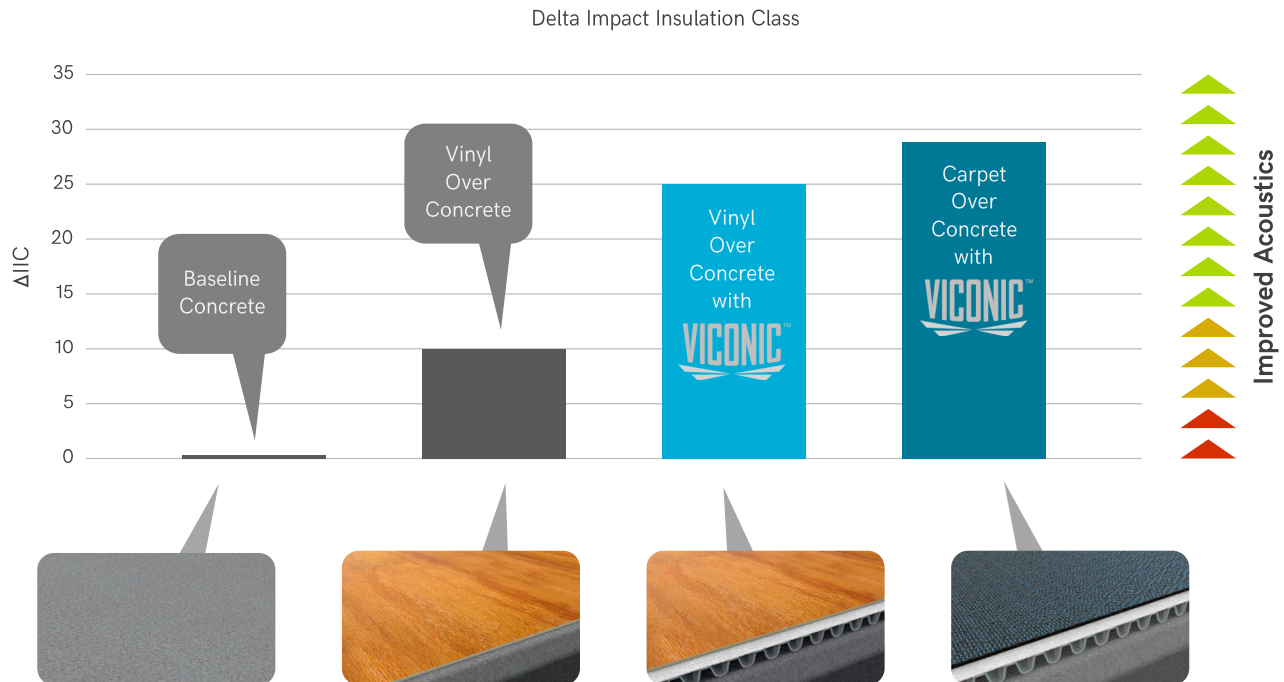 Delta Impact Insulation Class
35
30
25
20
15
10
5
0
ΔIIC
Baseline
Concrete
Vinyl
Over
Concrete
Vinyl
Over
Concrete
with
VICONIC™
Carpet
Over
Concrete
with
VICONIC™
Improved Acoustics